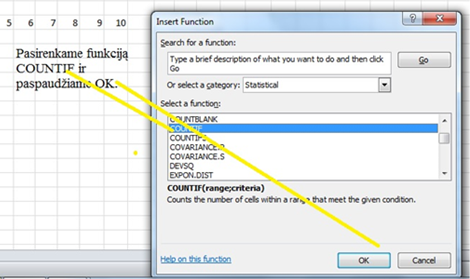 Insert Function
5 6 7 8 9 10
Pasirenkame funkciją
COUNTIF ir
paspaudžiame OK.
Search for a function:
Type a brief description of what you want to do and then click
Go
Go
Or select a category: Statistical
Select a function:
COUNTBLANK
COUNTIF
COUNTIFS
COVARIANCE.P
COVARIANCE.S
DEVSQ
EXPON.DIST
COUNTIF(range;criteria)
Counts the number of cells within a range that meet the given condition.
Help on this function
OK
Cancel